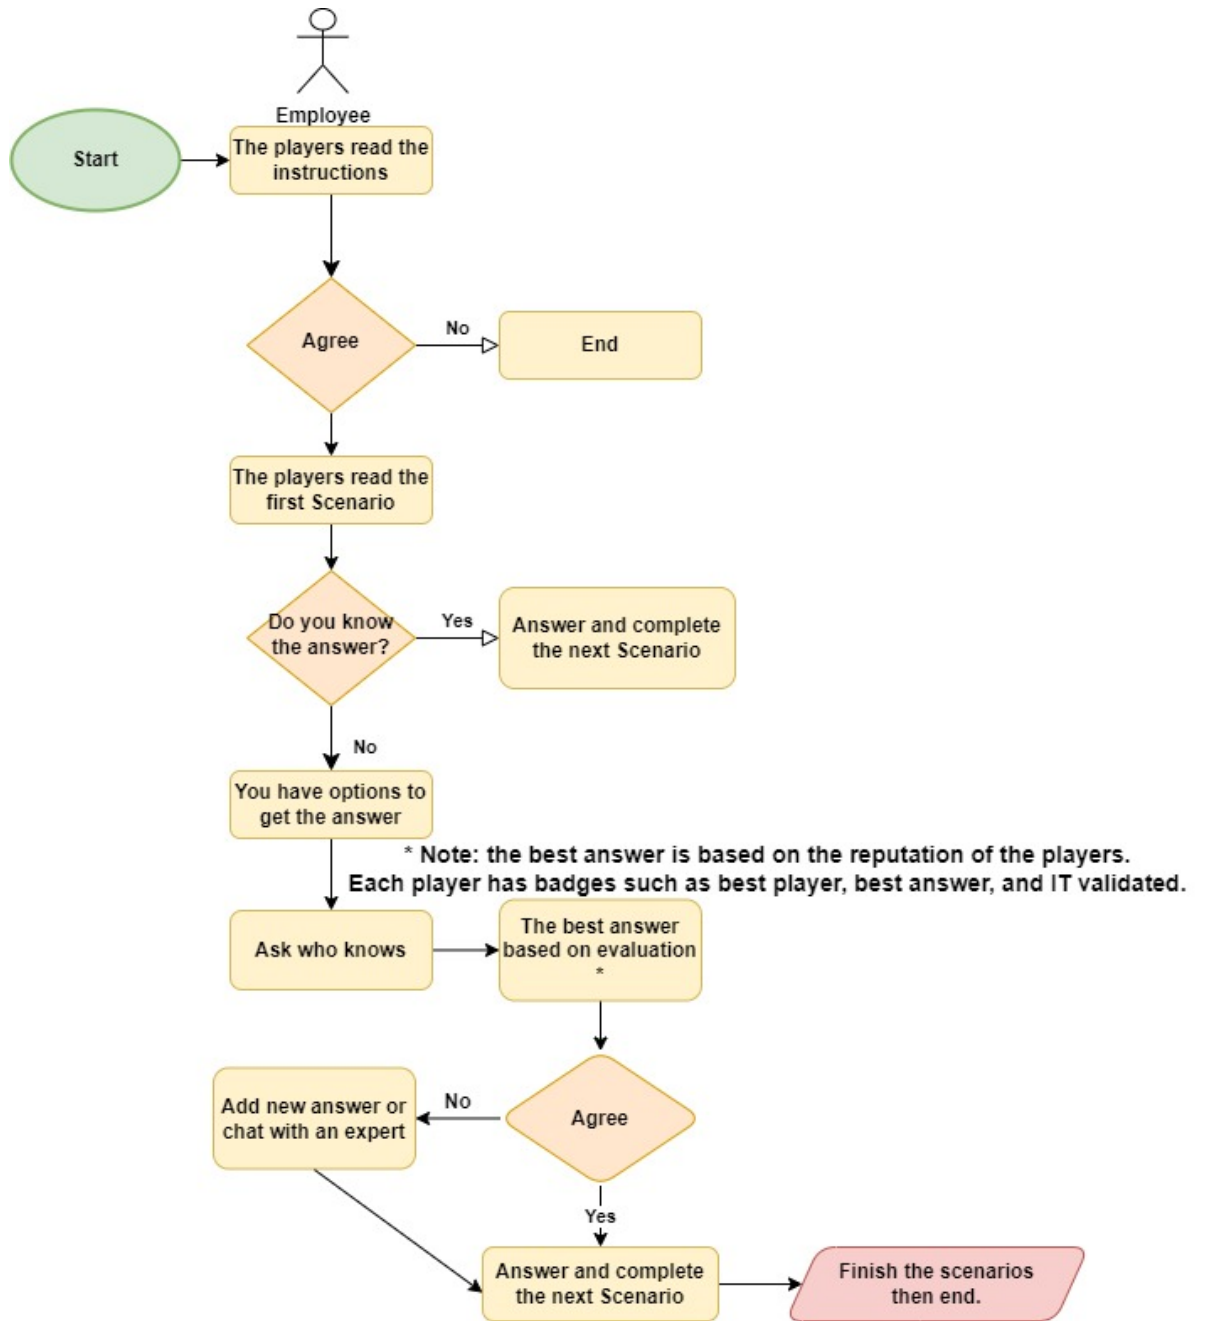 Employee
Start
The players read the
instructions
Agree
No
End
The players read the
first Scenario
Do you know
the answer?
Yes
Answer and complete
the next Scenario
No
You have options to
get the answer
* Note: the best answer is based on the reputation of the players.
Each player has badges such as best player, best answer, and IT validated.
Ask who knows
The best answer
based on evaluation
*
Agree
No
Add new answer or
chat with an expert
Yes
Answer and complete
the next Scenario
Finish the scenarios
then end.